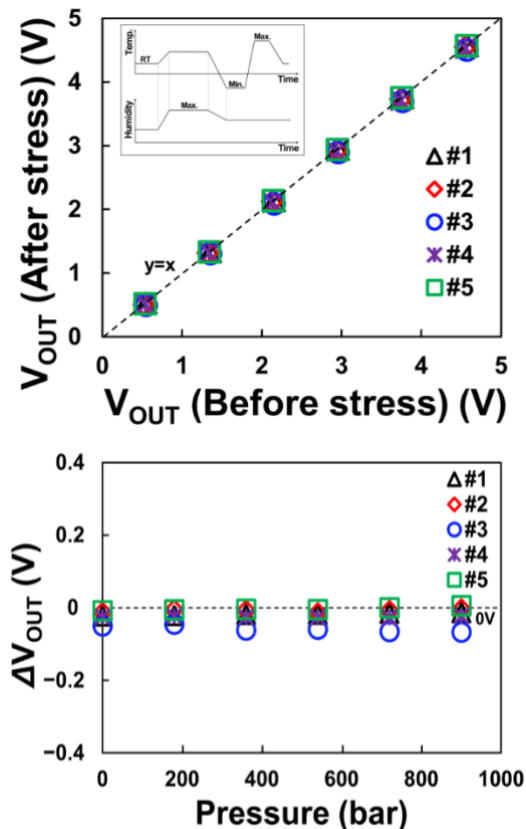 V_OUT (After stress) (V)
5
4
3
2
1
0
Temp.
RT
Max.
Min.
Time
Humidity
Max.
Time
y=x
#1
#2
#3
#4
#5
0 1 2 3 4 5
V_OUT (Before stress) (V)
ΔV_OUT (V)
0.4
0.2
0
−0.2
−0.4
#1
#2
#3
#4
#5
0V
0 200 400 600 800 1000
Pressure (bar)